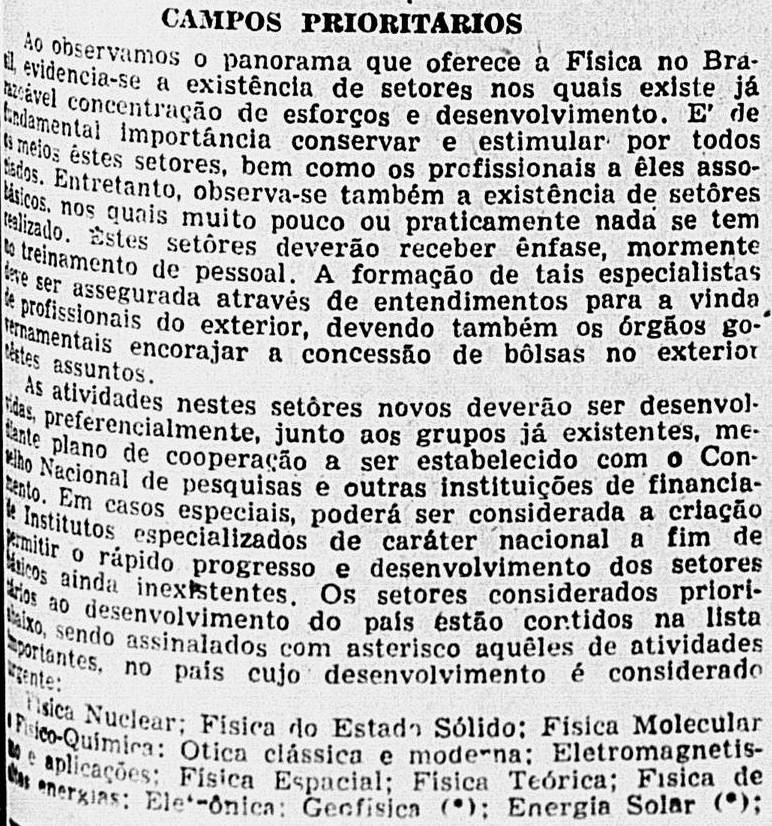 CAMPOS PRIORITÁRIOS
Ao observamos o panorama que oferece a Física no Bra-
sil, evidencia-se a existência de setores nos quais existe já
razoável concentração de esforços e desenvolvimento. E' de
fundamental importância conservar e estimular por todos
os meios êstes setores, bem como os profissionais a êles asso-
ciados. Entretanto, observa-se também a existência de setôres
básicos, nos quais muito pouco ou praticamente nada se tem
realizado. Estes setôres deverão receber ênfase, mormente
no treinamento de pessoal. A formação de tais especialistas
deve ser assegurada através de entendimentos para a vinda
de profissionais do exterior, devendo também os órgãos go-
vernamentais encorajar a concessão de bôlsas no exterior
nêstes assuntos.
As atividades nestes setôres novos deverão ser desenvol-
vidas, preferencialmente, junto aos grupos já existentes, me-
diante plano de cooperação a ser estabelecido com o Con-
selho Nacional de pesquisas e outras instituições de financia-
mento. Em casos especiais, poderá ser considerada a criação
de Institutos especializados de caráter nacional a fim de
permitir o rápido progresso e desenvolvimento dos setores
básicos ainda inexistentes. Os setores considerados priori-
tários ao desenvolvimento do país estão contidos na lista
abaixo, sendo assinalados com asterisco aquêles de atividades
importantes, no país cujo desenvolvimento é considerado
urgente:
Física Nuclear; Física do Estado Sólido; Física Molecular
e Físico-Química; Otica clássica e moderna; Eletromagnetis-
mo e aplicações; Física Espacial; Física Teórica; Física de
altas energias; Eletrônica; Geofísica (*); Energia Solar (*);